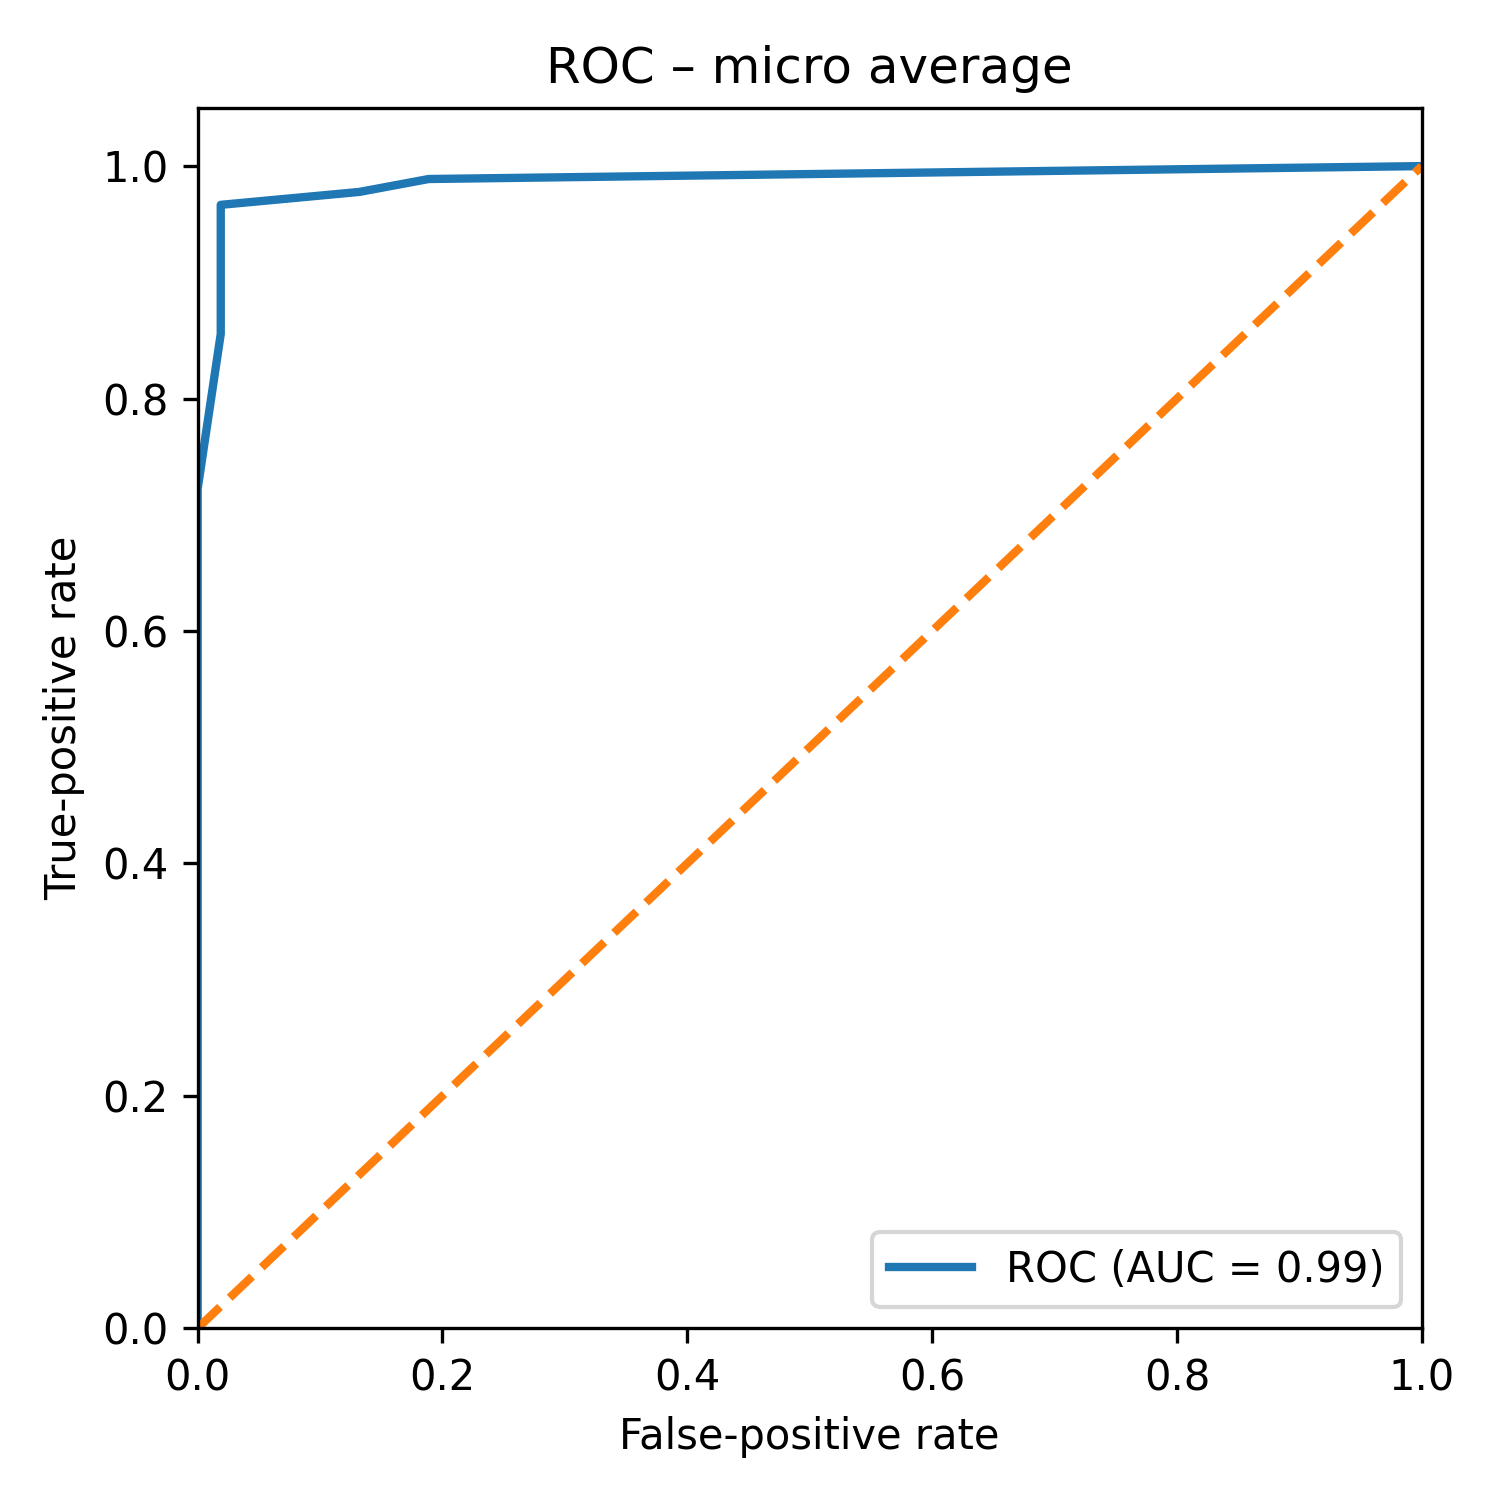 ROC – micro average
1.0
0.8
0.6
0.4
0.2
0.0
True-positive rate
0.0 0.2 0.4 0.6 0.8 1.0
False-positive rate
ROC (AUC = 0.99)